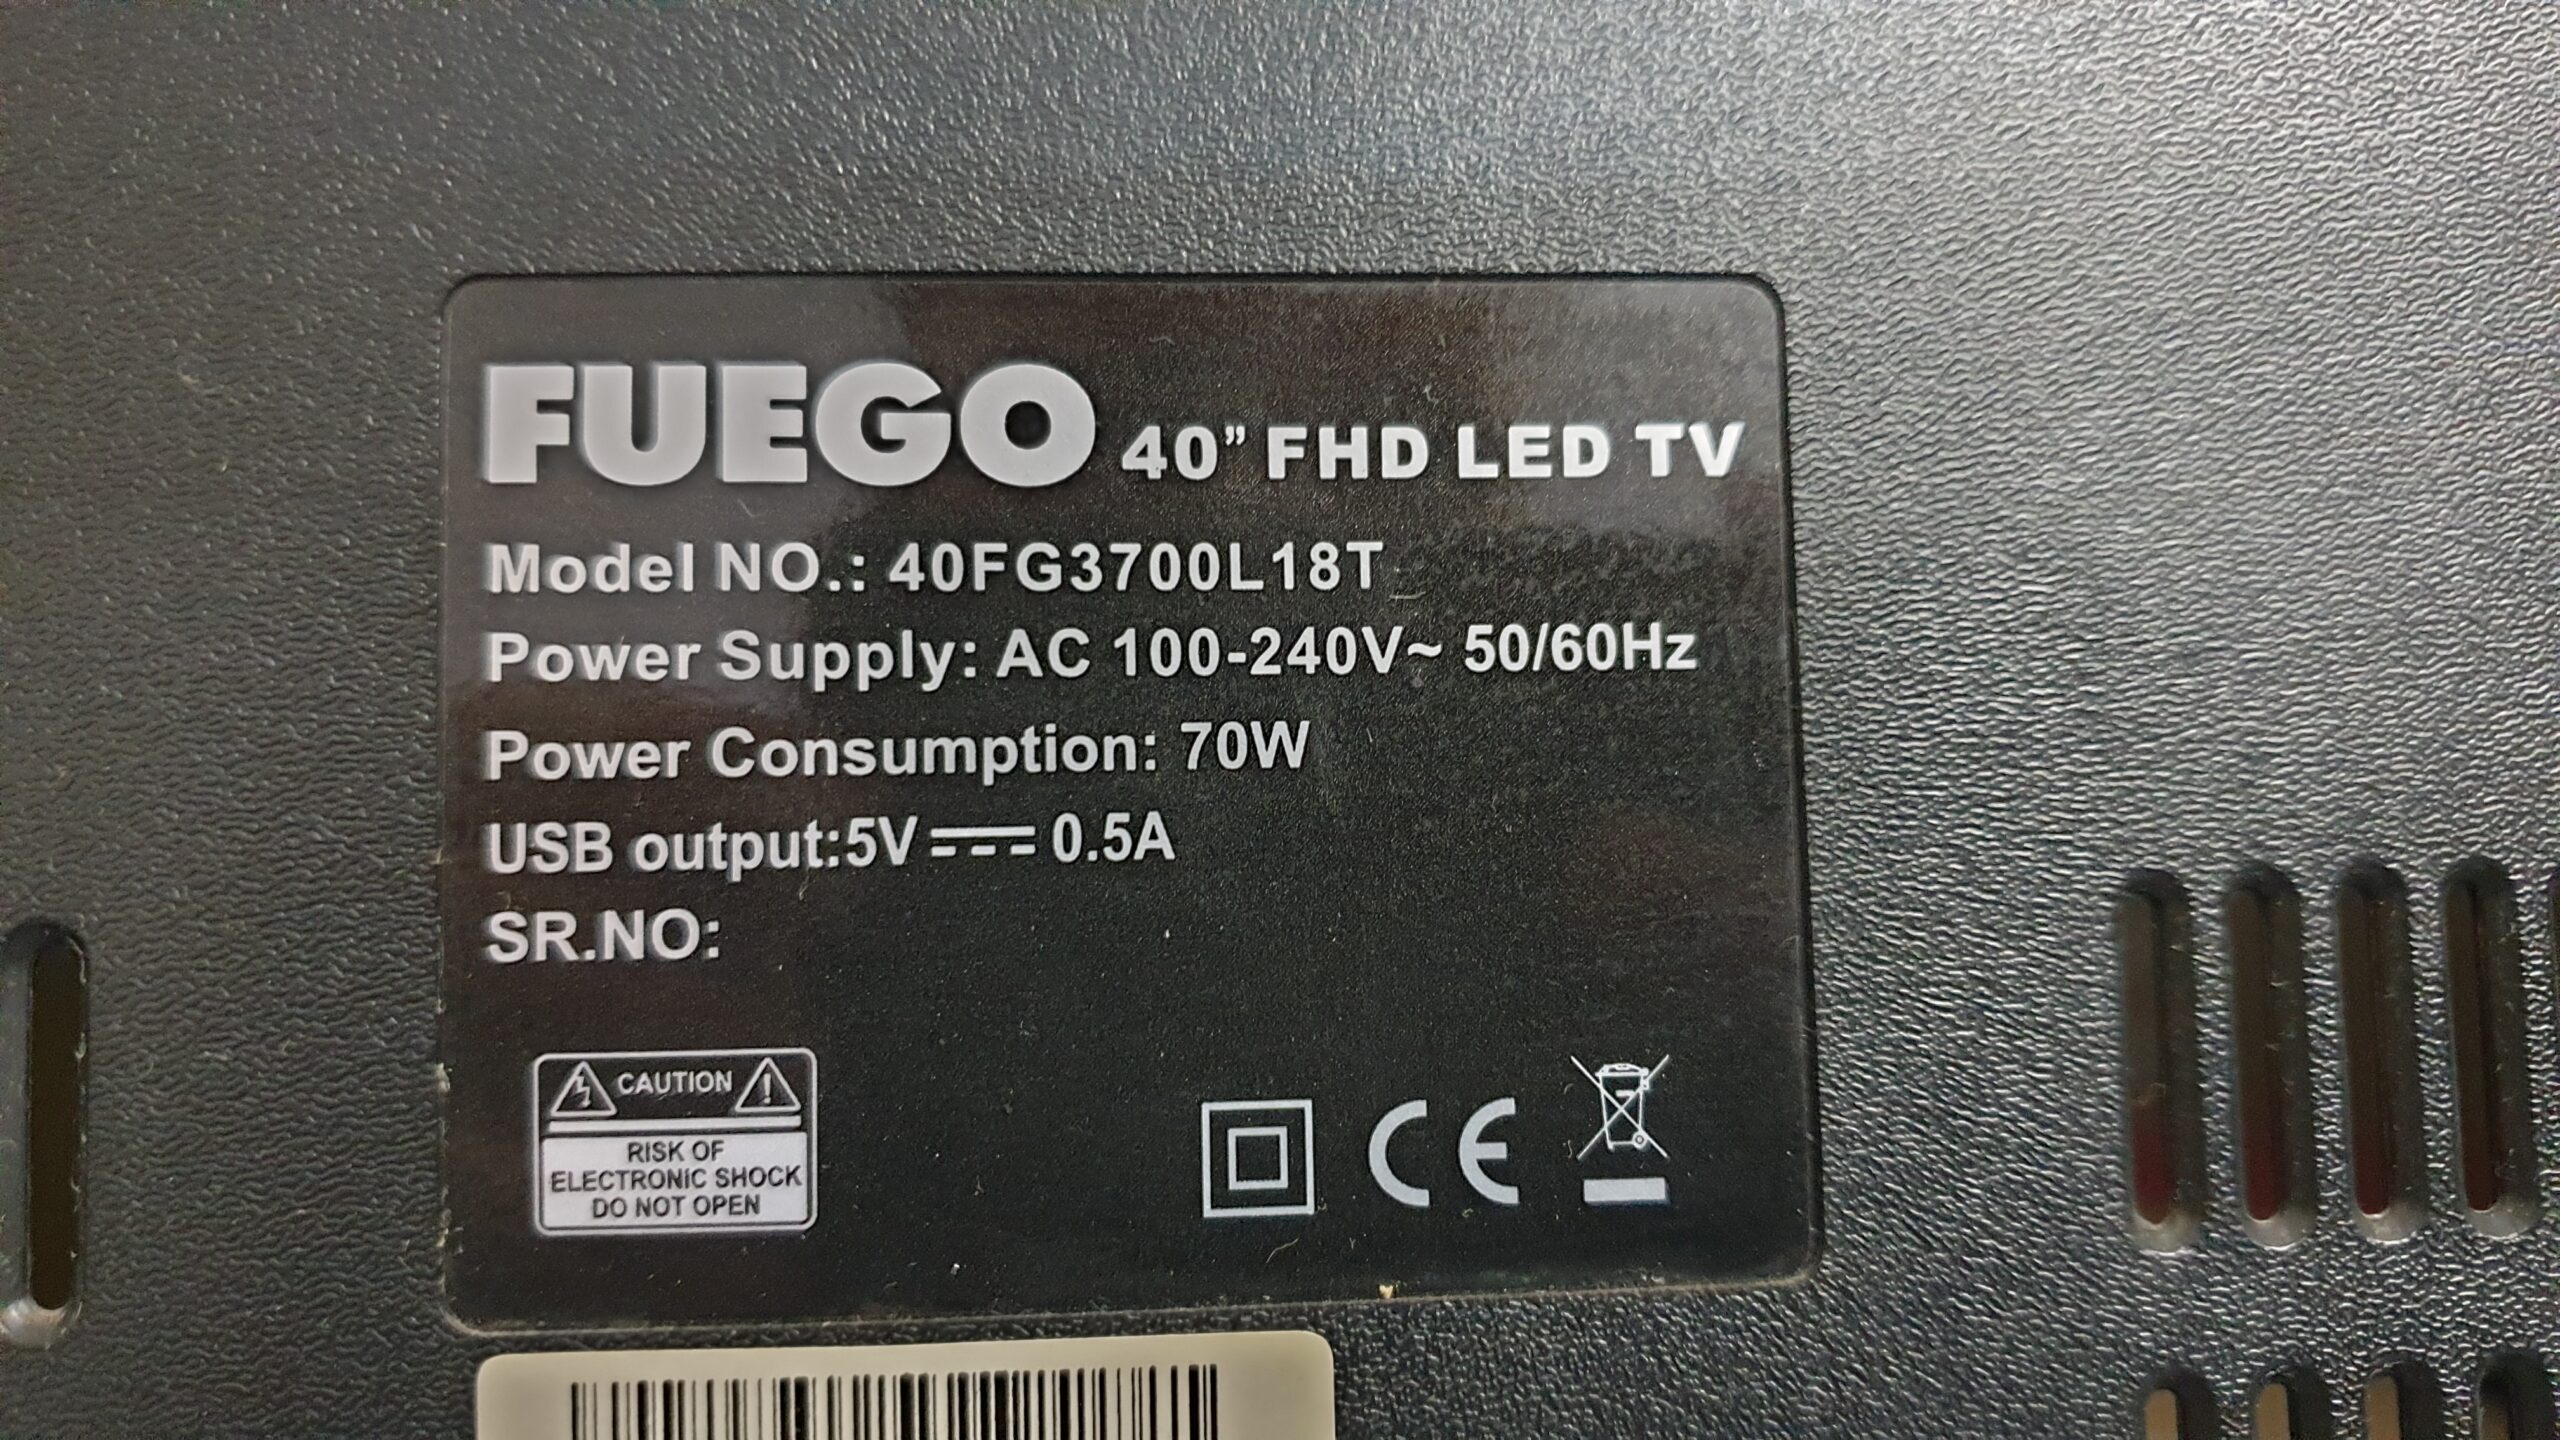 FUEGO 40” FHD LED TV
Model NO.: 40FG3700L18T
Power Supply: AC 100-240V~ 50/60Hz
Power Consumption: 70W
USB output:5V⎓0.5A
SR.NO:
CAUTION
RISK OF
ELECTRONIC SHOCK
DO NOT OPEN
CE